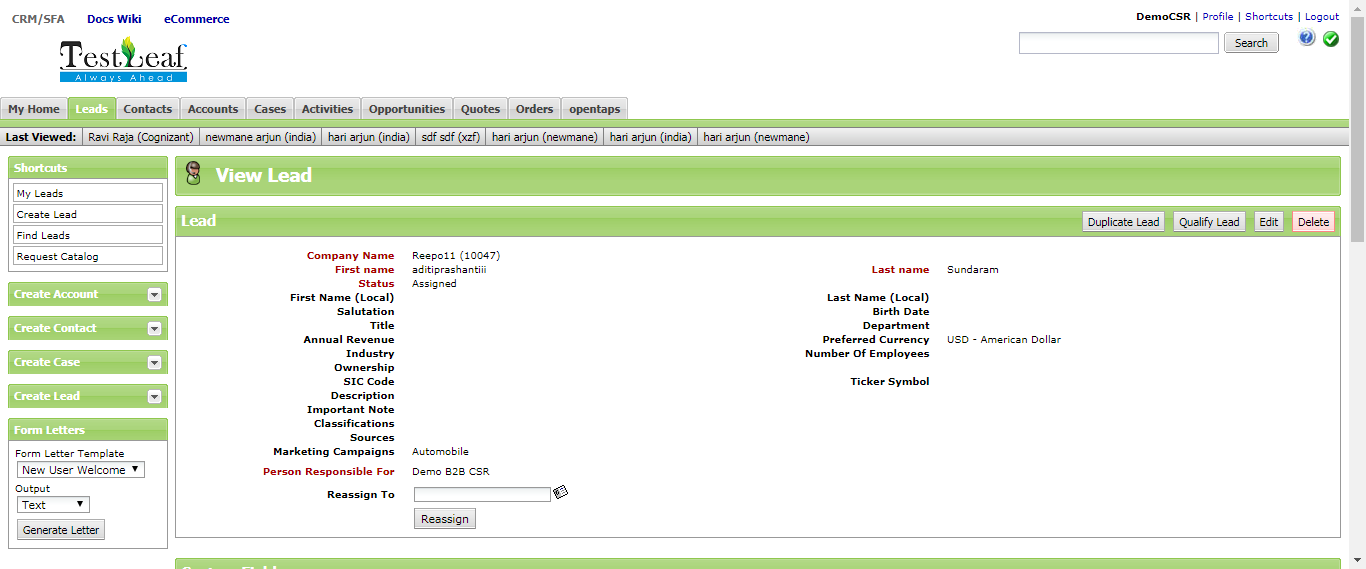 CRM/SFA Docs Wiki eCommerce
DemoCSR | Profile | Shortcuts | Logout
TestLeaf
Always Ahead
Search
My Home Leads Contacts Accounts Cases Activities Opportunities Quotes Orders opentaps
Last Viewed: Ravi Raja (Cognizant) newmane arjun (india) hari arjun (india) sdf sdf (xzf) hari arjun (newmane) hari arjun (india) hari arjun (newmane)
Shortcuts
My Leads
Create Lead
Find Leads
Request Catalog
Create Account
Create Contact
Create Case
Create Lead
Form Letters
Form Letter Template
New User Welcome
Output
Text
Generate Letter
View Lead
Lead
Duplicate Lead Qualify Lead Edit Delete
Company Name Reepo11 (10047)
First name aditiprashantiii Last name Sundaram
Status Assigned
First Name (Local) Last Name (Local)
Salutation Birth Date
Title Department
Annual Revenue Preferred Currency USD - American Dollar
Industry Number Of Employees
Ownership
SIC Code Ticker Symbol
Description
Important Note
Classifications
Sources
Marketing Campaigns Automobile
Person Responsible For Demo B2B CSR
Reassign To
Reassign